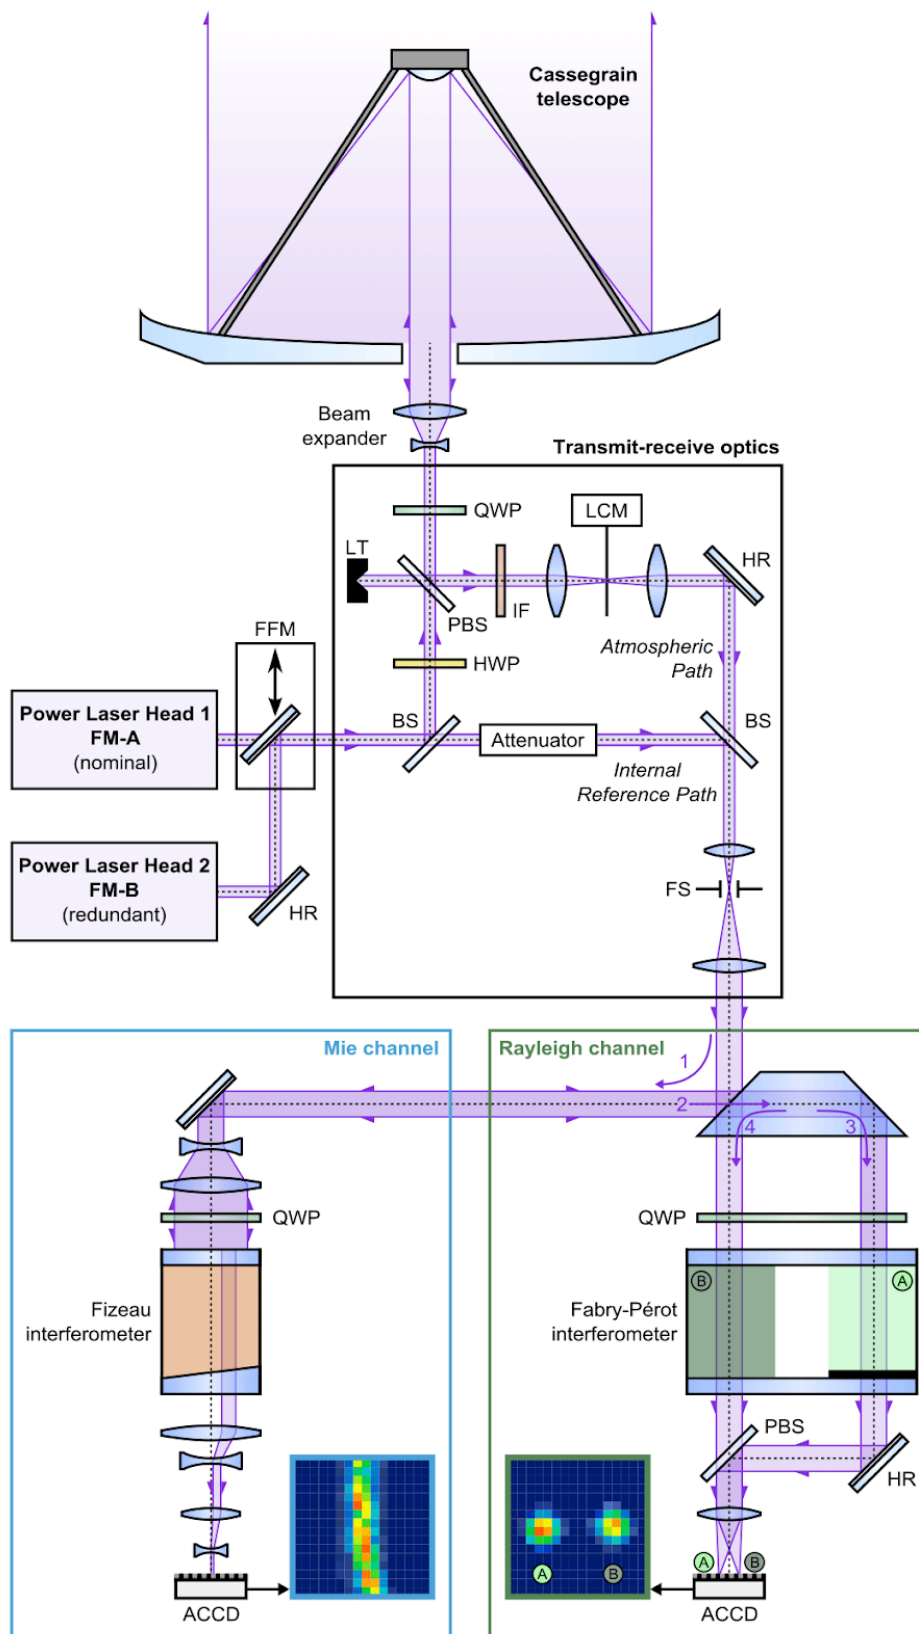 Cassegrain
telescope
Beam
expander
Transmit-receive optics
QWP
LCM
LT
HR
IF
PBS
FFM
HWP
Atmospheric
Path
Power Laser Head 1
FM-A
(nominal)
BS
Attenuator
BS
Internal
Reference Path
Power Laser Head 2
FM-B
(redundant)
HR
FS
Mie channel
Rayleigh channel
1
2
4
3
QWP
QWP
B
A
Fizeau
interferometer
Fabry-Pérot
interferometer
PBS
HR
A
B
A
B
ACCD
ACCD